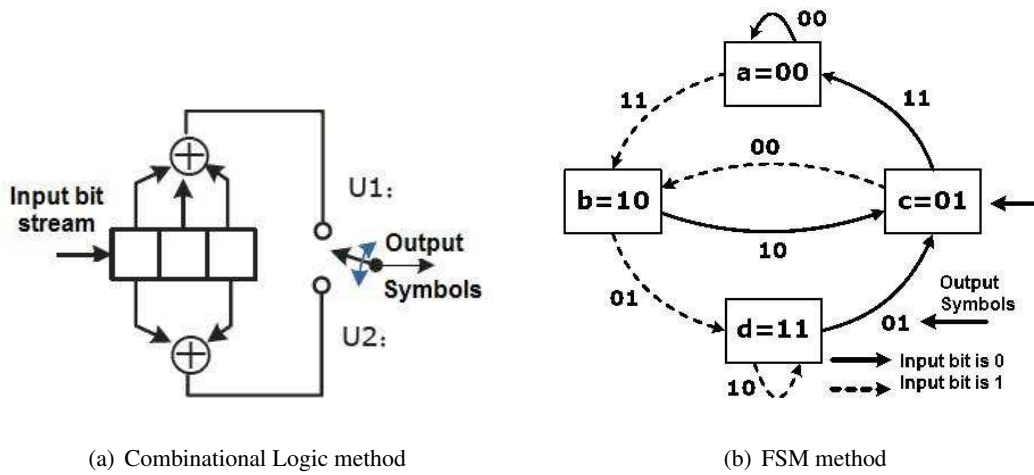 Input bit
stream
U1:
Output
Symbols
U2:
(a) Combinational Logic method
00
a=00
11
11
00
b=10
c=01
10
01
d=11
01
Output
Symbols
10
Input bit is 0
Input bit is 1
(b) FSM method